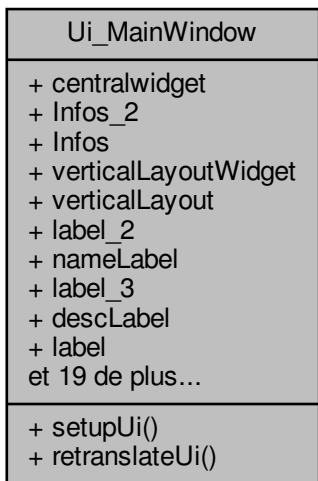 Ui_MainWindow
+ centralwidget
+ Infos_2
+ Infos
+ verticalLayoutWidget
+ verticalLayout
+ label_2
+ nameLabel
+ label_3
+ descLabel
+ label
et 19 de plus...
+ setupUi()
+ retranslateUi()